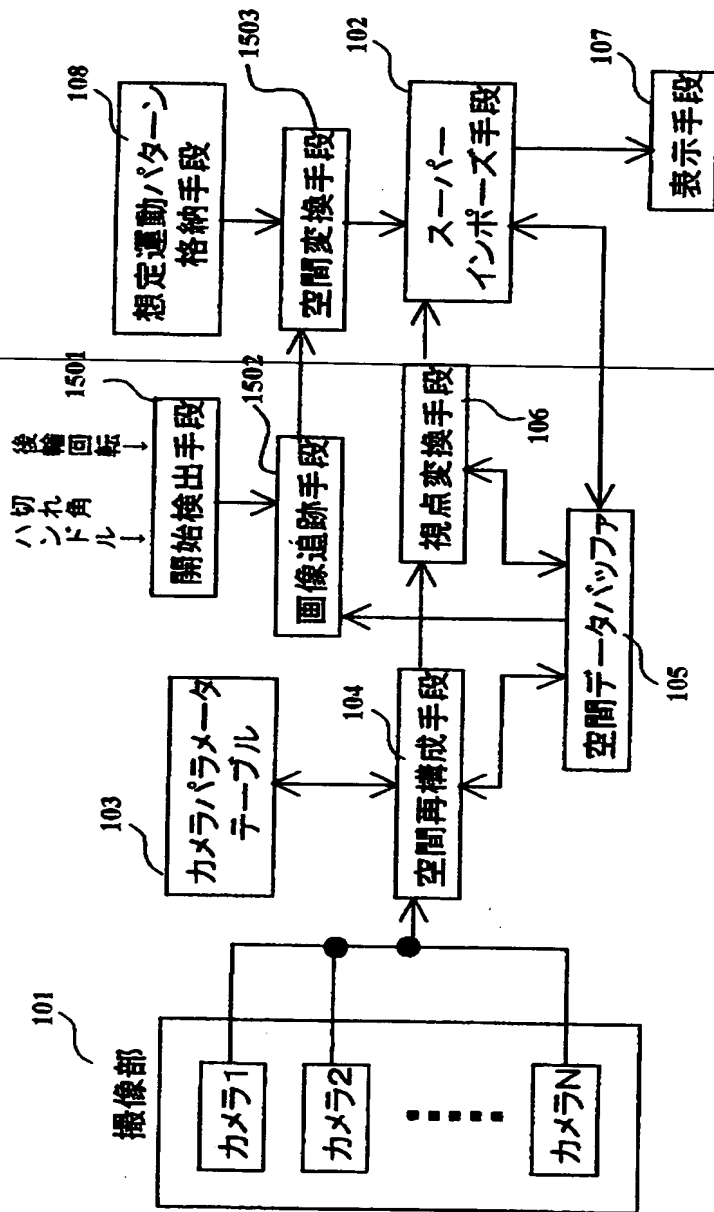 101
撮像部
カメラ1
カメラ2
カメラN
103
カメラパラメータ
テーブル
104
空間再構成手段
ハンドル
切れ角
後輪
回転
1501
開始検出手段
1502
画像追跡手段
視点変換手段
106
空間データバッファ
105
108
想定運動パターン
格納手段
1503
空間変換手段
102
スーパー
インポーズ手段
107
表示手段